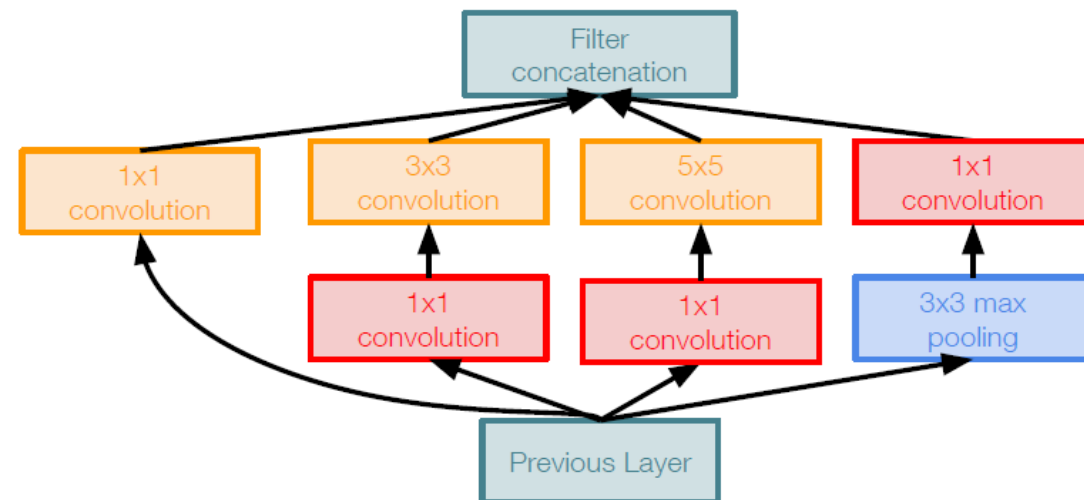 Filter
concatenation
1x1
convolution
3x3
convolution
5x5
convolution
1x1
convolution
1x1
convolution
1x1
convolution
3x3 max
pooling
Previous Layer